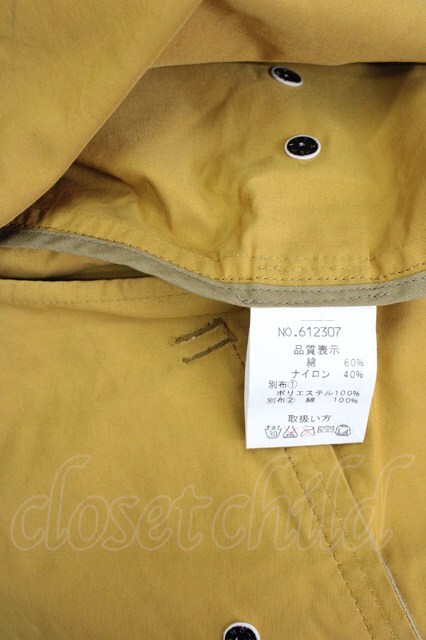 NO.612307
品質表示
綿 60%
ナイロン 40%
別布①
ポリエステル100%
別布② 綿 100%
取扱い方
closet child